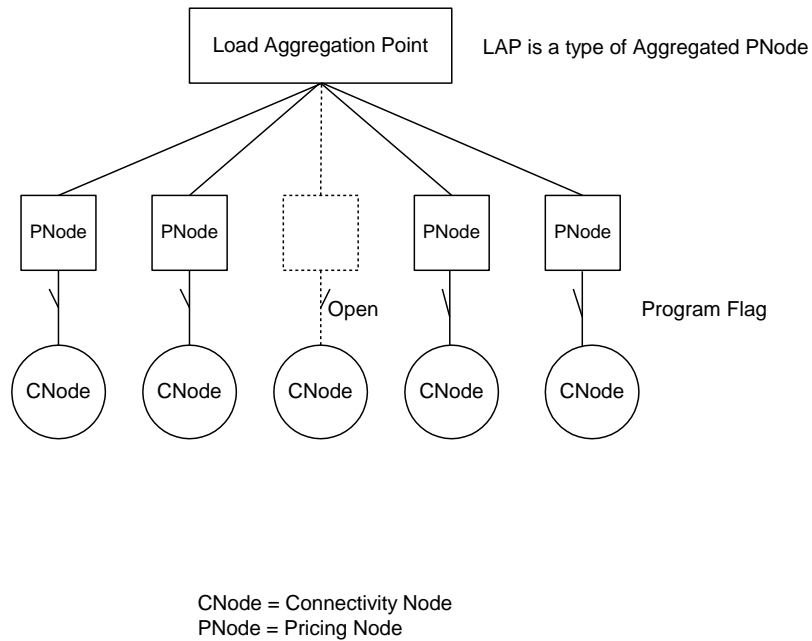 Load Aggregation Point
LAP is a type of Aggregated PNode
PNode
PNode
PNode
PNode
Open
Program Flag
CNode
CNode
CNode
CNode
CNode
CNode = Connectivity Node
PNode = Pricing Node